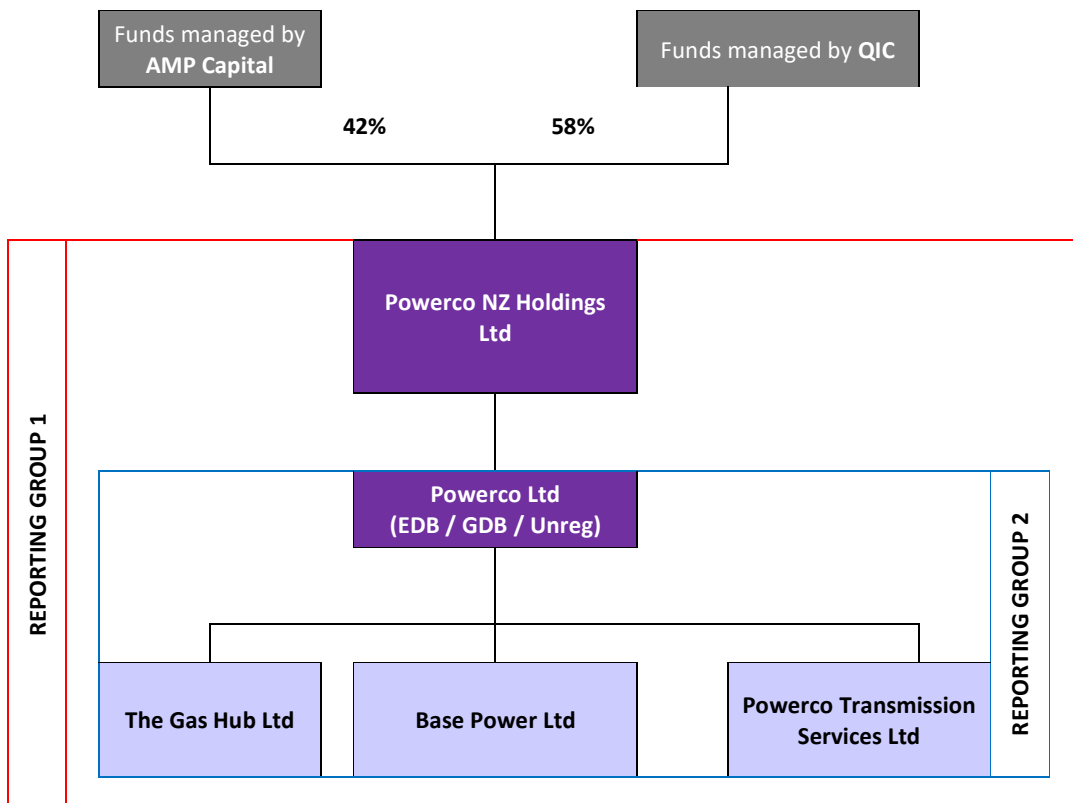 Funds managed by
AMP Capital
Funds managed by QIC
42%
58%
Powerco NZ Holdings
Ltd
REPORTING GROUP 1
Powerco Ltd
(EDB / GDB / Unreg)
REPORTING GROUP 2
The Gas Hub Ltd
Base Power Ltd
Powerco Transmission
Services Ltd